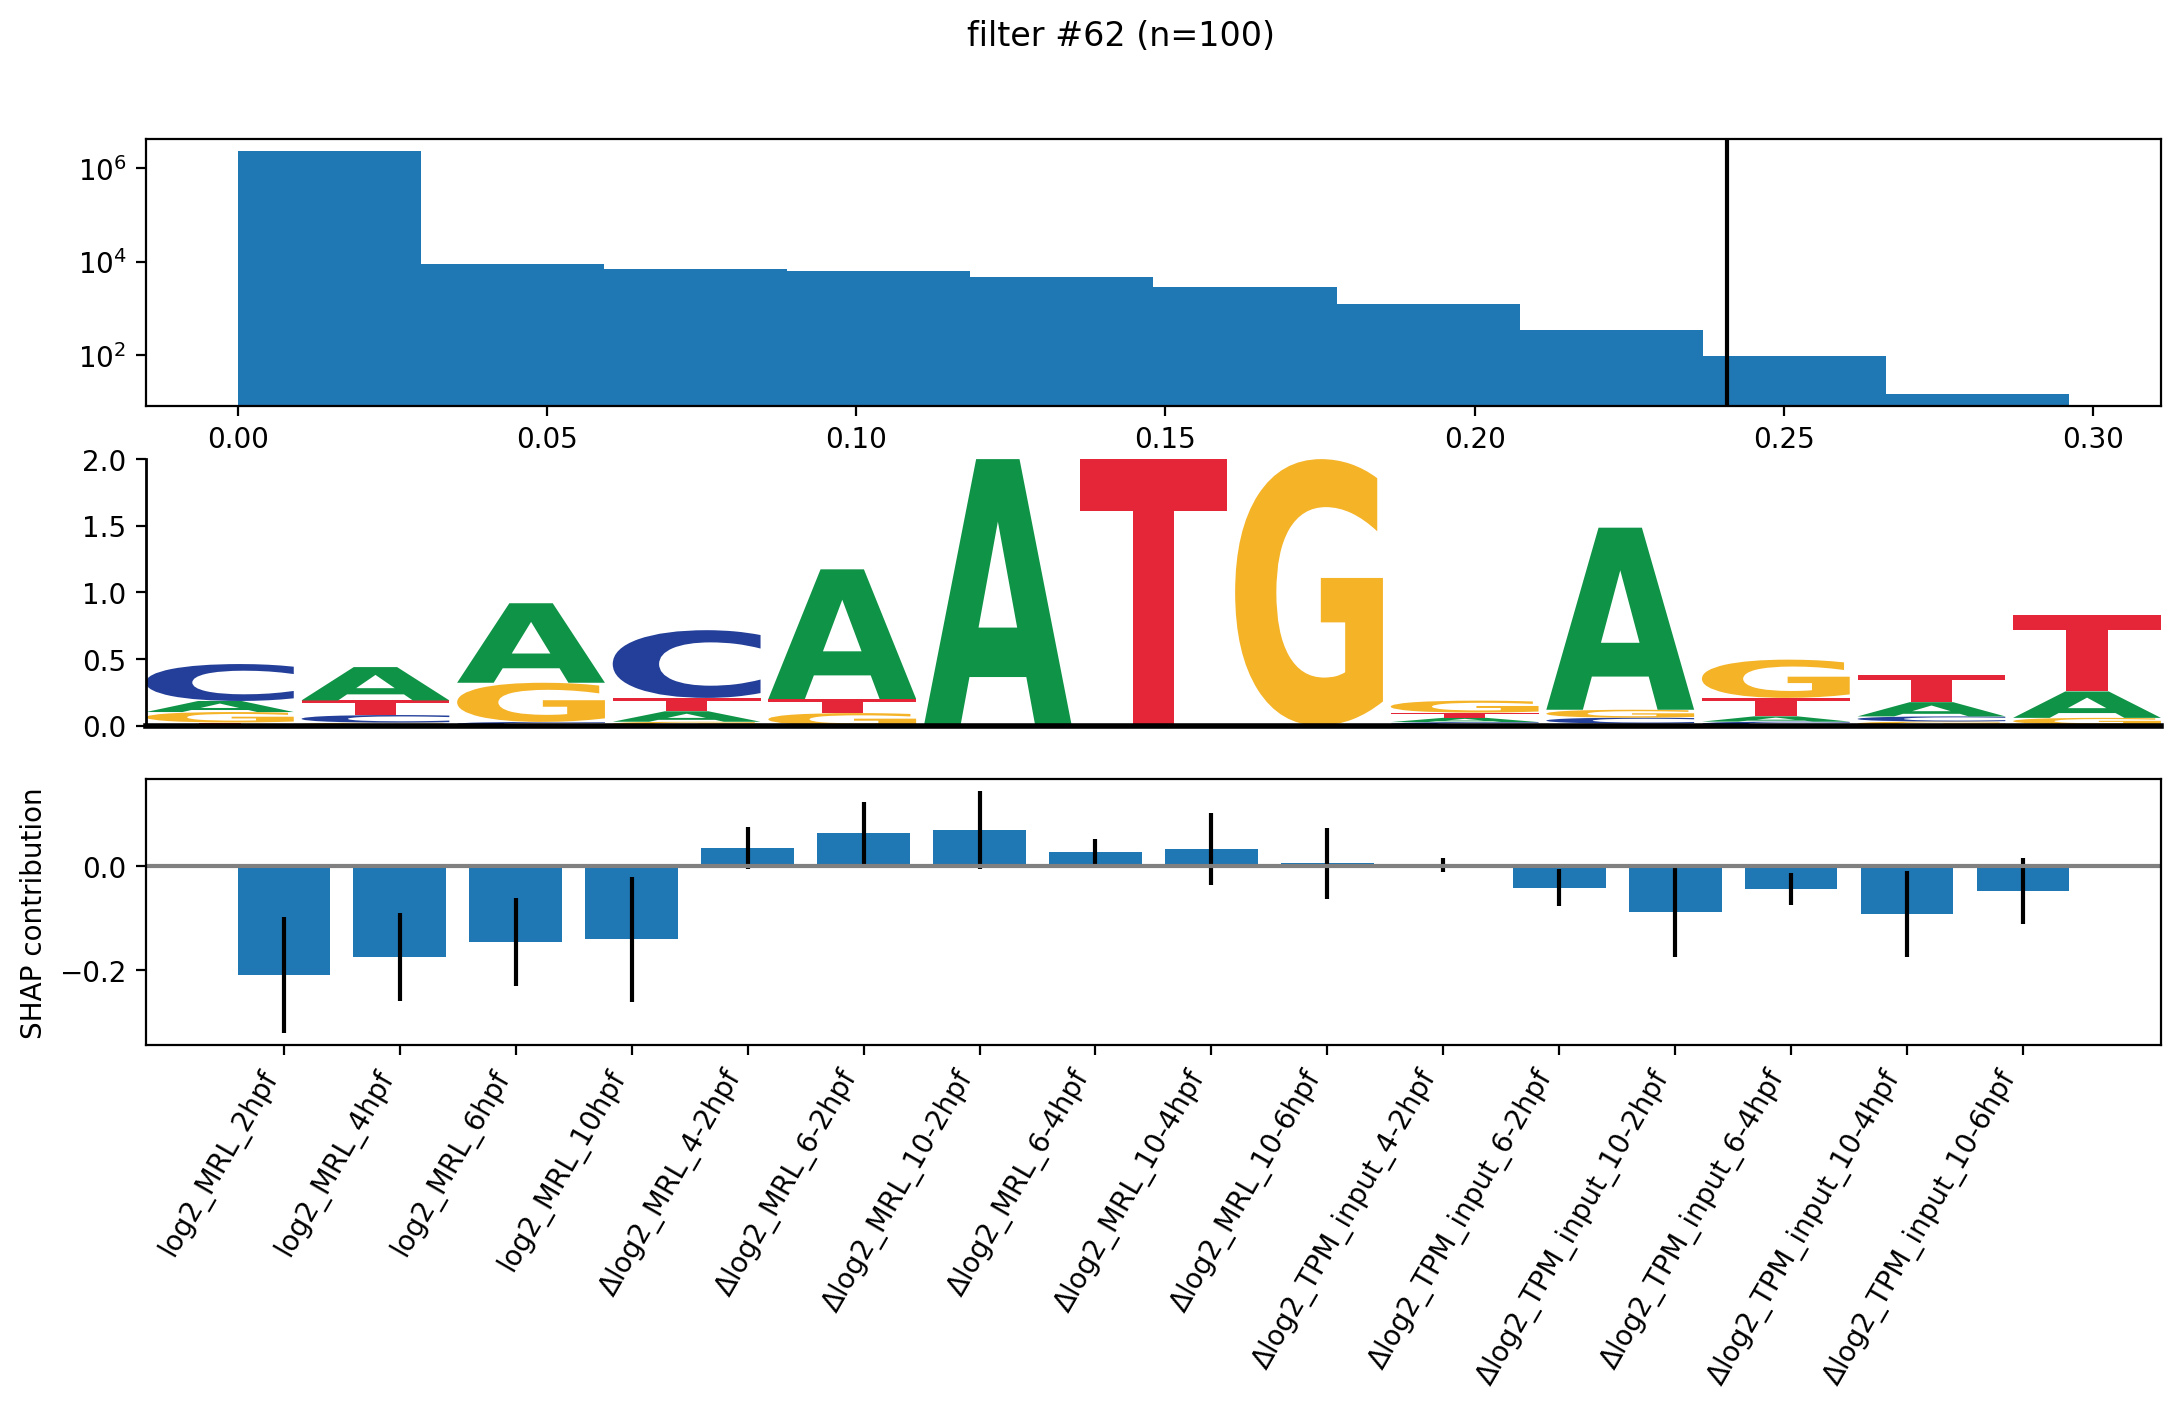 filter #62 (n=100)
10⁶
10⁴
10²
0.00 0.05 0.10 0.15 0.20 0.25 0.30
2.0
1.5
1.0
0.5
0.0
C A A C A A T G G A G T T
A T G T T G T G T A A
G C A G A C A C G
SHAP contribution
0.0
−0.2
log2_MRL_2hpf
log2_MRL_4hpf
log2_MRL_6hpf
log2_MRL_10hpf
Δlog2_MRL_4-2hpf
Δlog2_MRL_6-2hpf
Δlog2_MRL_10-2hpf
Δlog2_MRL_6-4hpf
Δlog2_MRL_10-4hpf
Δlog2_MRL_10-6hpf
Δlog2_TPM_input_4-2hpf
Δlog2_TPM_input_6-2hpf
Δlog2_TPM_input_10-2hpf
Δlog2_TPM_input_6-4hpf
Δlog2_TPM_input_10-4hpf
Δlog2_TPM_input_10-6hpf